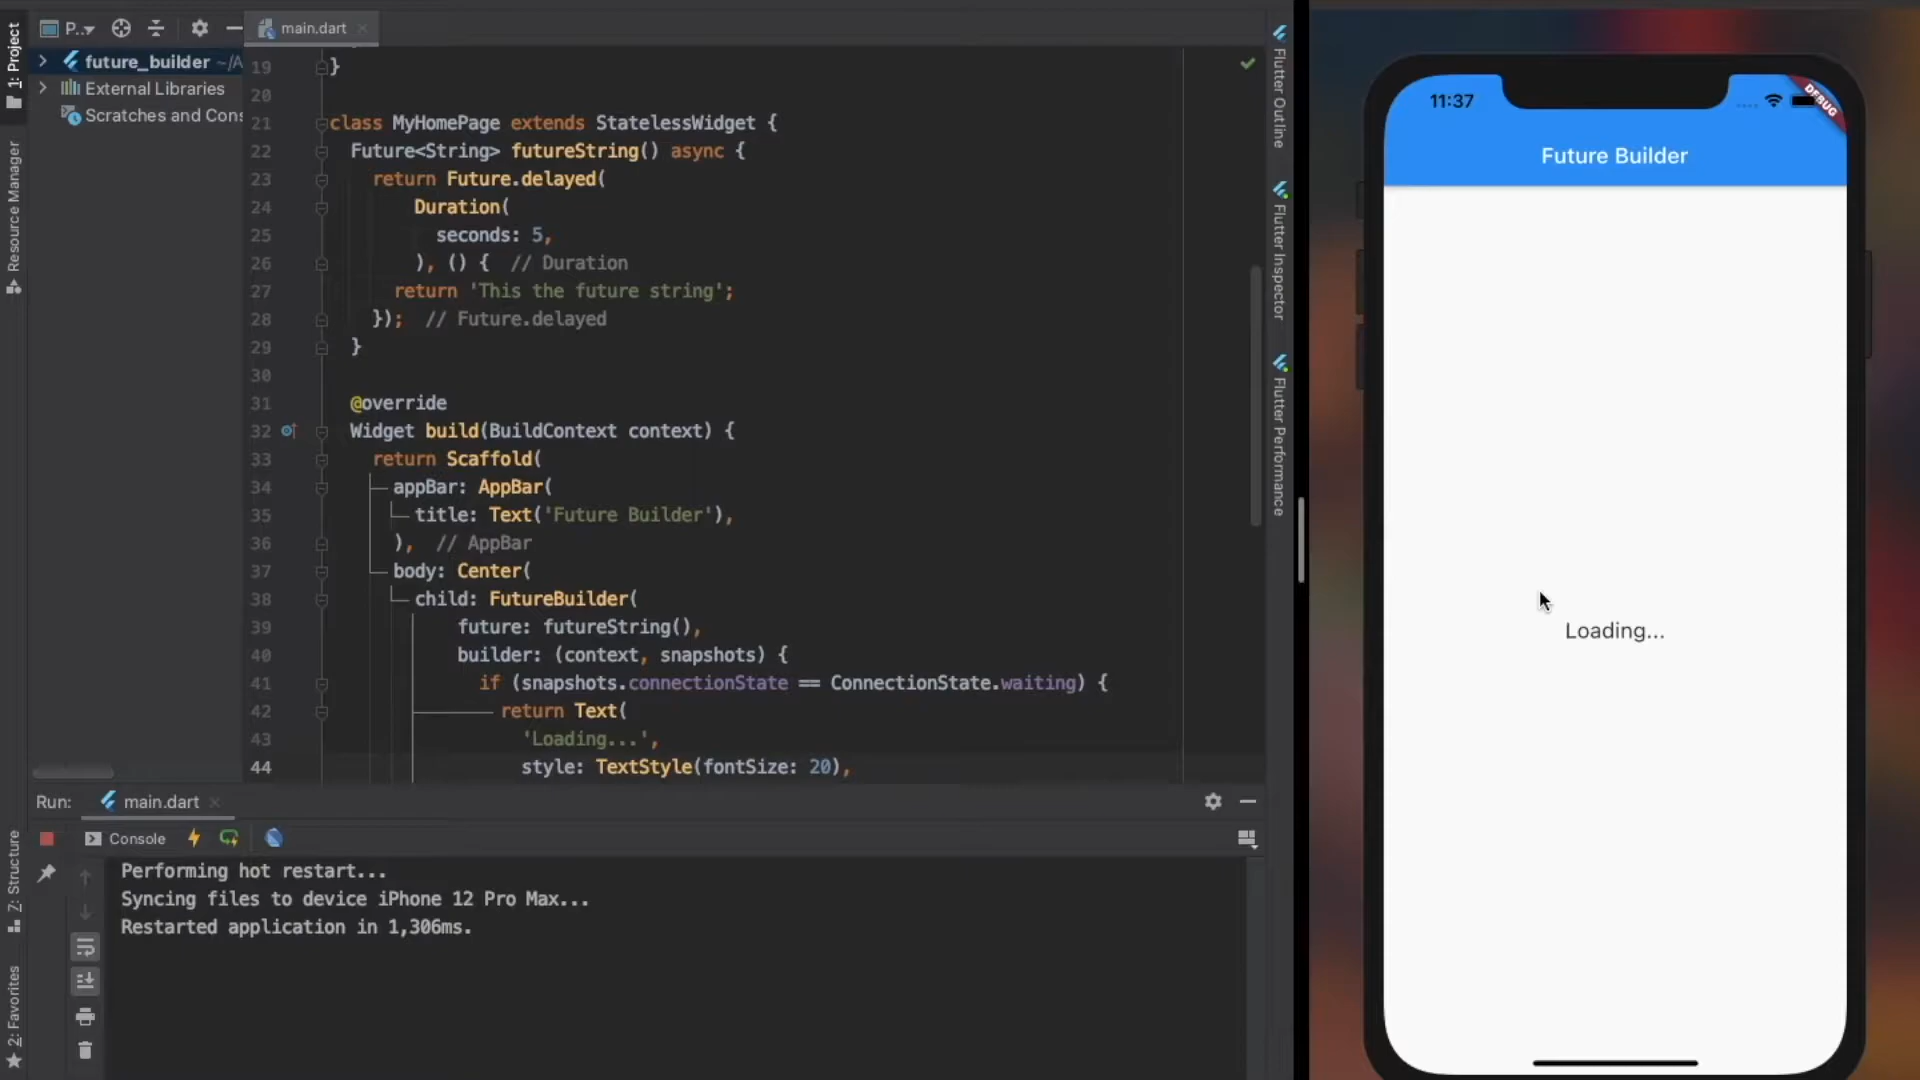 1: Project
Resource Manager
Z: Structure
2: Favorites
P...
future_builder ~/A
External Libraries
Scratches and Cons
main.dart
19 }
20
21 class MyHomePage extends StatelessWidget {
22 Future<String> futureString() async {
23 return Future.delayed(
24 Duration(
25 seconds: 5,
26 ), () { // Duration
27 return 'This the future string';
28 }); // Future.delayed
29 }
30
31 @override
32 Widget build(BuildContext context) {
33 return Scaffold(
34 appBar: AppBar(
35 title: Text('Future Builder'),
36 ), // AppBar
37 body: Center(
38 child: FutureBuilder(
39 future: futureString(),
40 builder: (context, snapshots) {
41 if (snapshots.connectionState == ConnectionState.waiting) {
42 return Text(
43 'Loading...',
44 style: TextStyle(fontSize: 20),
Flutter Outline
Flutter Inspector
Flutter Performance
Run: main.dart
Console
Performing hot restart...
Syncing files to device iPhone 12 Pro Max...
Restarted application in 1,306ms.
11:37
DEBUG
Future Builder
Loading...